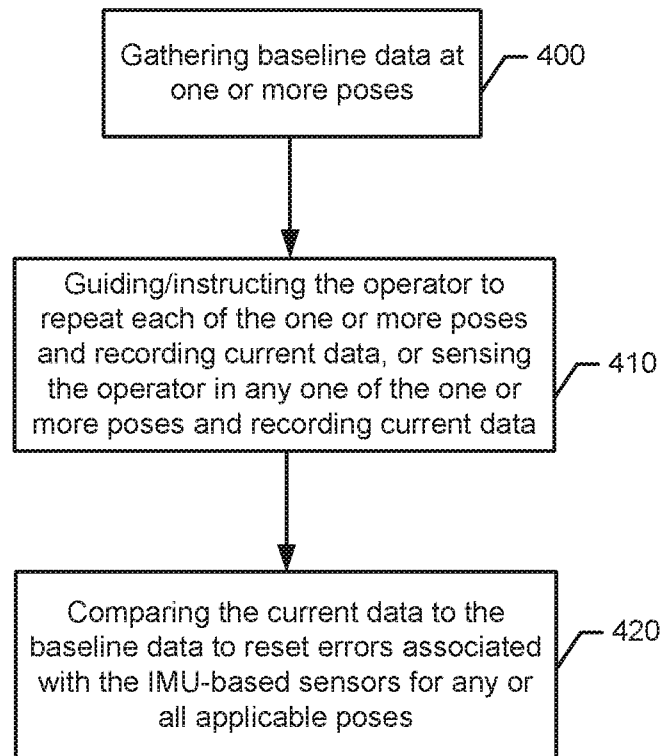 Gathering baseline data at
one or more poses
400
Guiding/instructing the operator to
repeat each of the one or more poses
and recording current data, or sensing
the operator in any one of the one or
more poses and recording current data
410
Comparing the current data to the
baseline data to reset errors associated
with the IMU-based sensors for any or
all applicable poses
420